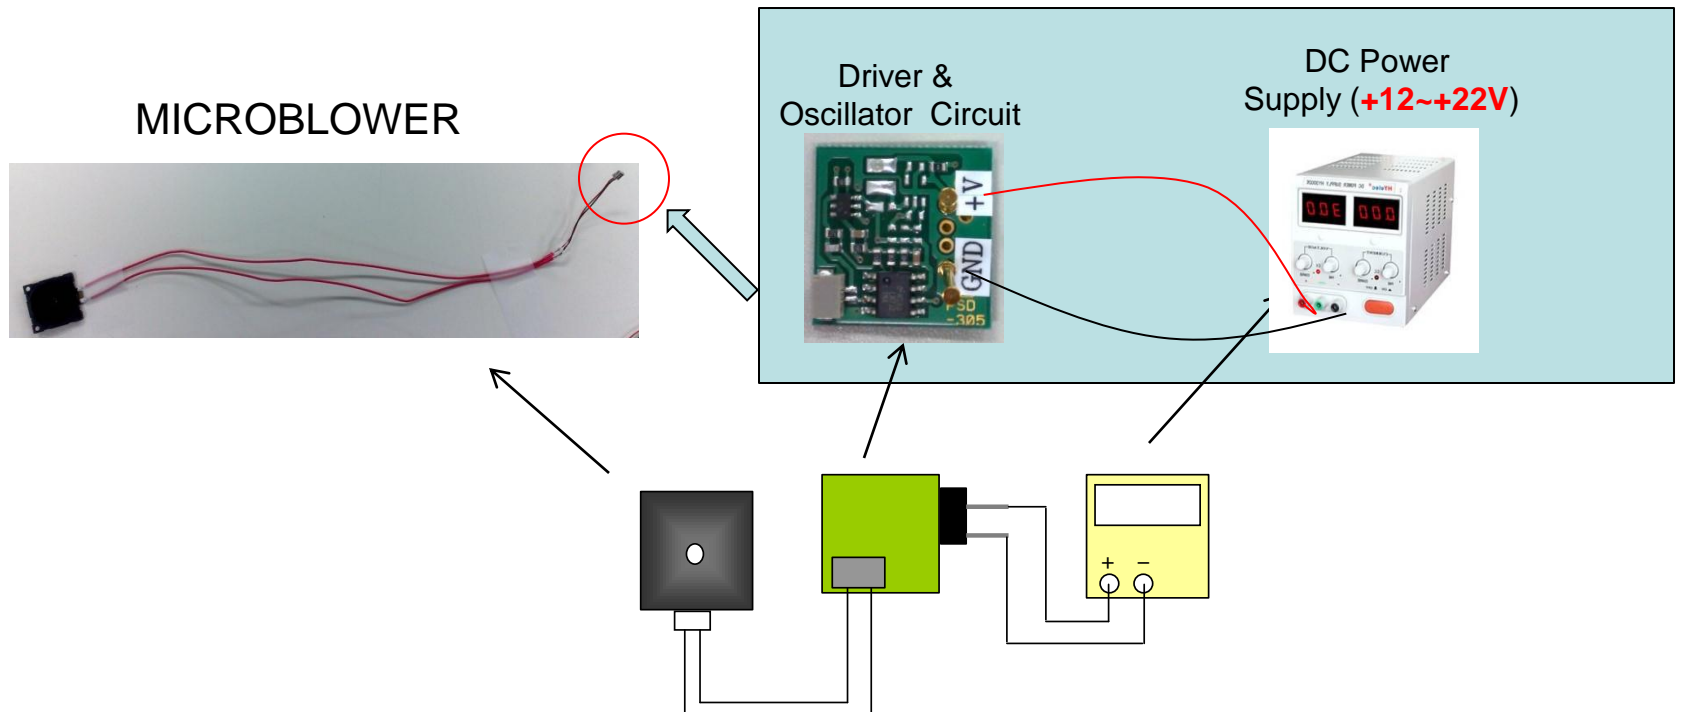 MICROBLOWER
Driver &
Oscillator Circuit
DC Power
Supply (+12~+22V)
+V
GND
PSD
-305
+ −